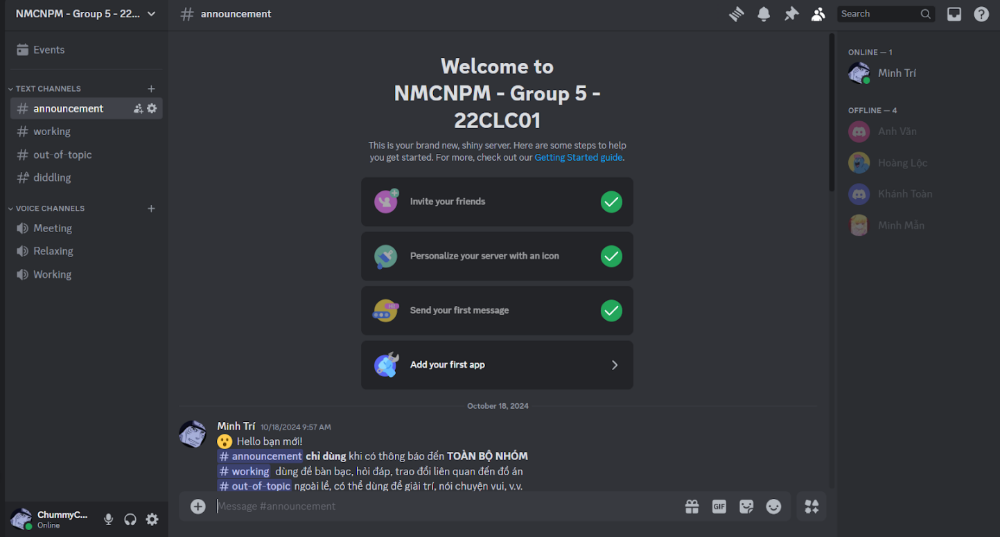 NMCNPM - Group 5 - 22...
Events
TEXT CHANNELS
announcement
working
out-of-topic
diddling
VOICE CHANNELS
Meeting
Relaxing
Working
ChummyC...
Online
# announcement
Search
Welcome to
NMCNPM - Group 5 -
22CLC01
This is your brand new, shiny server. Here are some steps to help
you get started. For more, check out our Getting Started guide.
Invite your friends
Personalize your server with an icon
Send your first message
Add your first app
October 18, 2024
Minh Trí 10/18/2024 9:57 AM
Hello bạn mới!
# announcement chỉ dùng khi có thông báo đến TOÀN BỘ NHÓM
# working dùng để bàn bạc, hỏi đáp, trao đổi liên quan đến đồ án
# out-of-topic ngoài lề, có thể dùng để giải trí, nói chuyện vui, v.v.
Message #announcement
GIF
ONLINE — 1
Minh Trí
OFFLINE — 4
Anh Văn
Hoàng Lộc
Khánh Toàn
Minh Mẫn